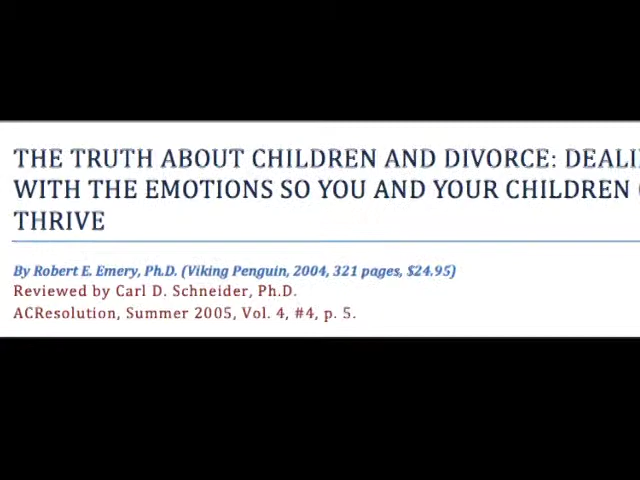 THE TRUTH ABOUT CHILDREN AND DIVORCE:
WITH THE EMOTIONS SO YOU AND YOUR CHILDREN
THRIVE
By Robert E. Emery, Ph.D. (Viking Penguin, 2004, 321 pages, $24.95)
Reviewed by Carl D. Schneider, Ph.D.
ACResolution, Summer 2005, Vol. 4, #4, p. 5.